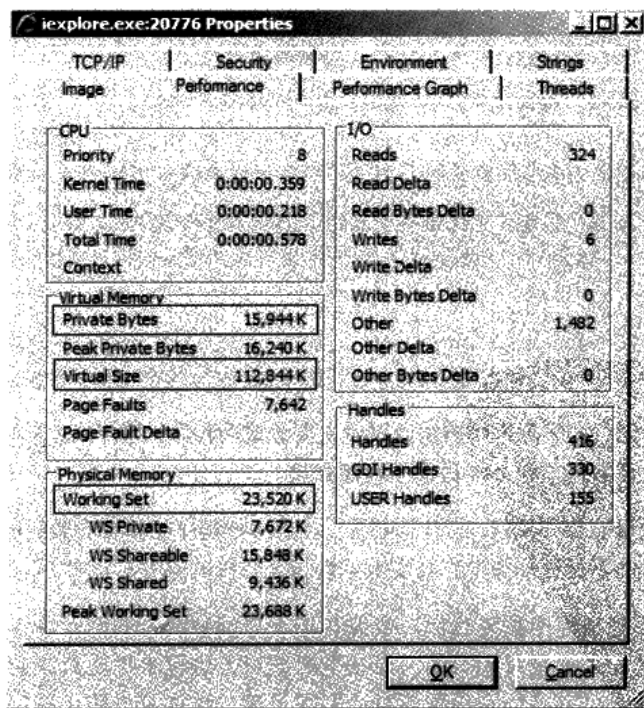 iexplore.exe:20776 Properties
TCP/IP Security Environment Strings
Image Performance Performance Graph Threads
CPU
Priority 8
Kernel Time 0:00:00.359
User Time 0:00:00.218
Total Time 0:00:00.578
Context
Virtual Memory
Private Bytes 15,944 K
Peak Private Bytes 16,240 K
Virtual Size 112,844 K
Page Faults 7,642
Page Fault Delta
Physical Memory
Working Set 23,520 K
WS Private 7,672 K
WS Shareable 15,848 K
WS Shared 9,436 K
Peak Working Set 23,688 K
I/O
Reads 324
Read Delta
Read Bytes Delta 0
Writes 6
Write Delta
Write Bytes Delta 0
Other 1,482
Other Delta
Other Bytes Delta 0
Handles
Handles 416
GDI Handles 330
USER Handles 155
OK Cancel